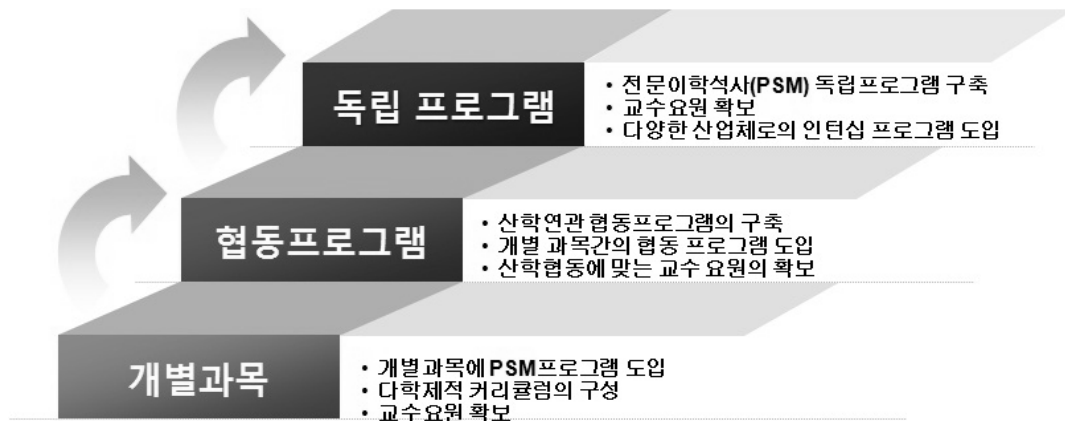 독립 프로그램
• 전문이학석사(PSM) 독립프로그램 구축
• 교수요원 확보
• 다양한 산업체로의 인턴십 프로그램 도입
협동프로그램
• 산학연관 협동프로그램의 구축
• 개별 과목간의 협동 프로그램 도입
• 산학협동에 맞는 교수 요원의 확보
개별과목
• 개별과목에 PSM프로그램 도입
• 다학제적 커리큘럼의 구성
• 교수요원 확보